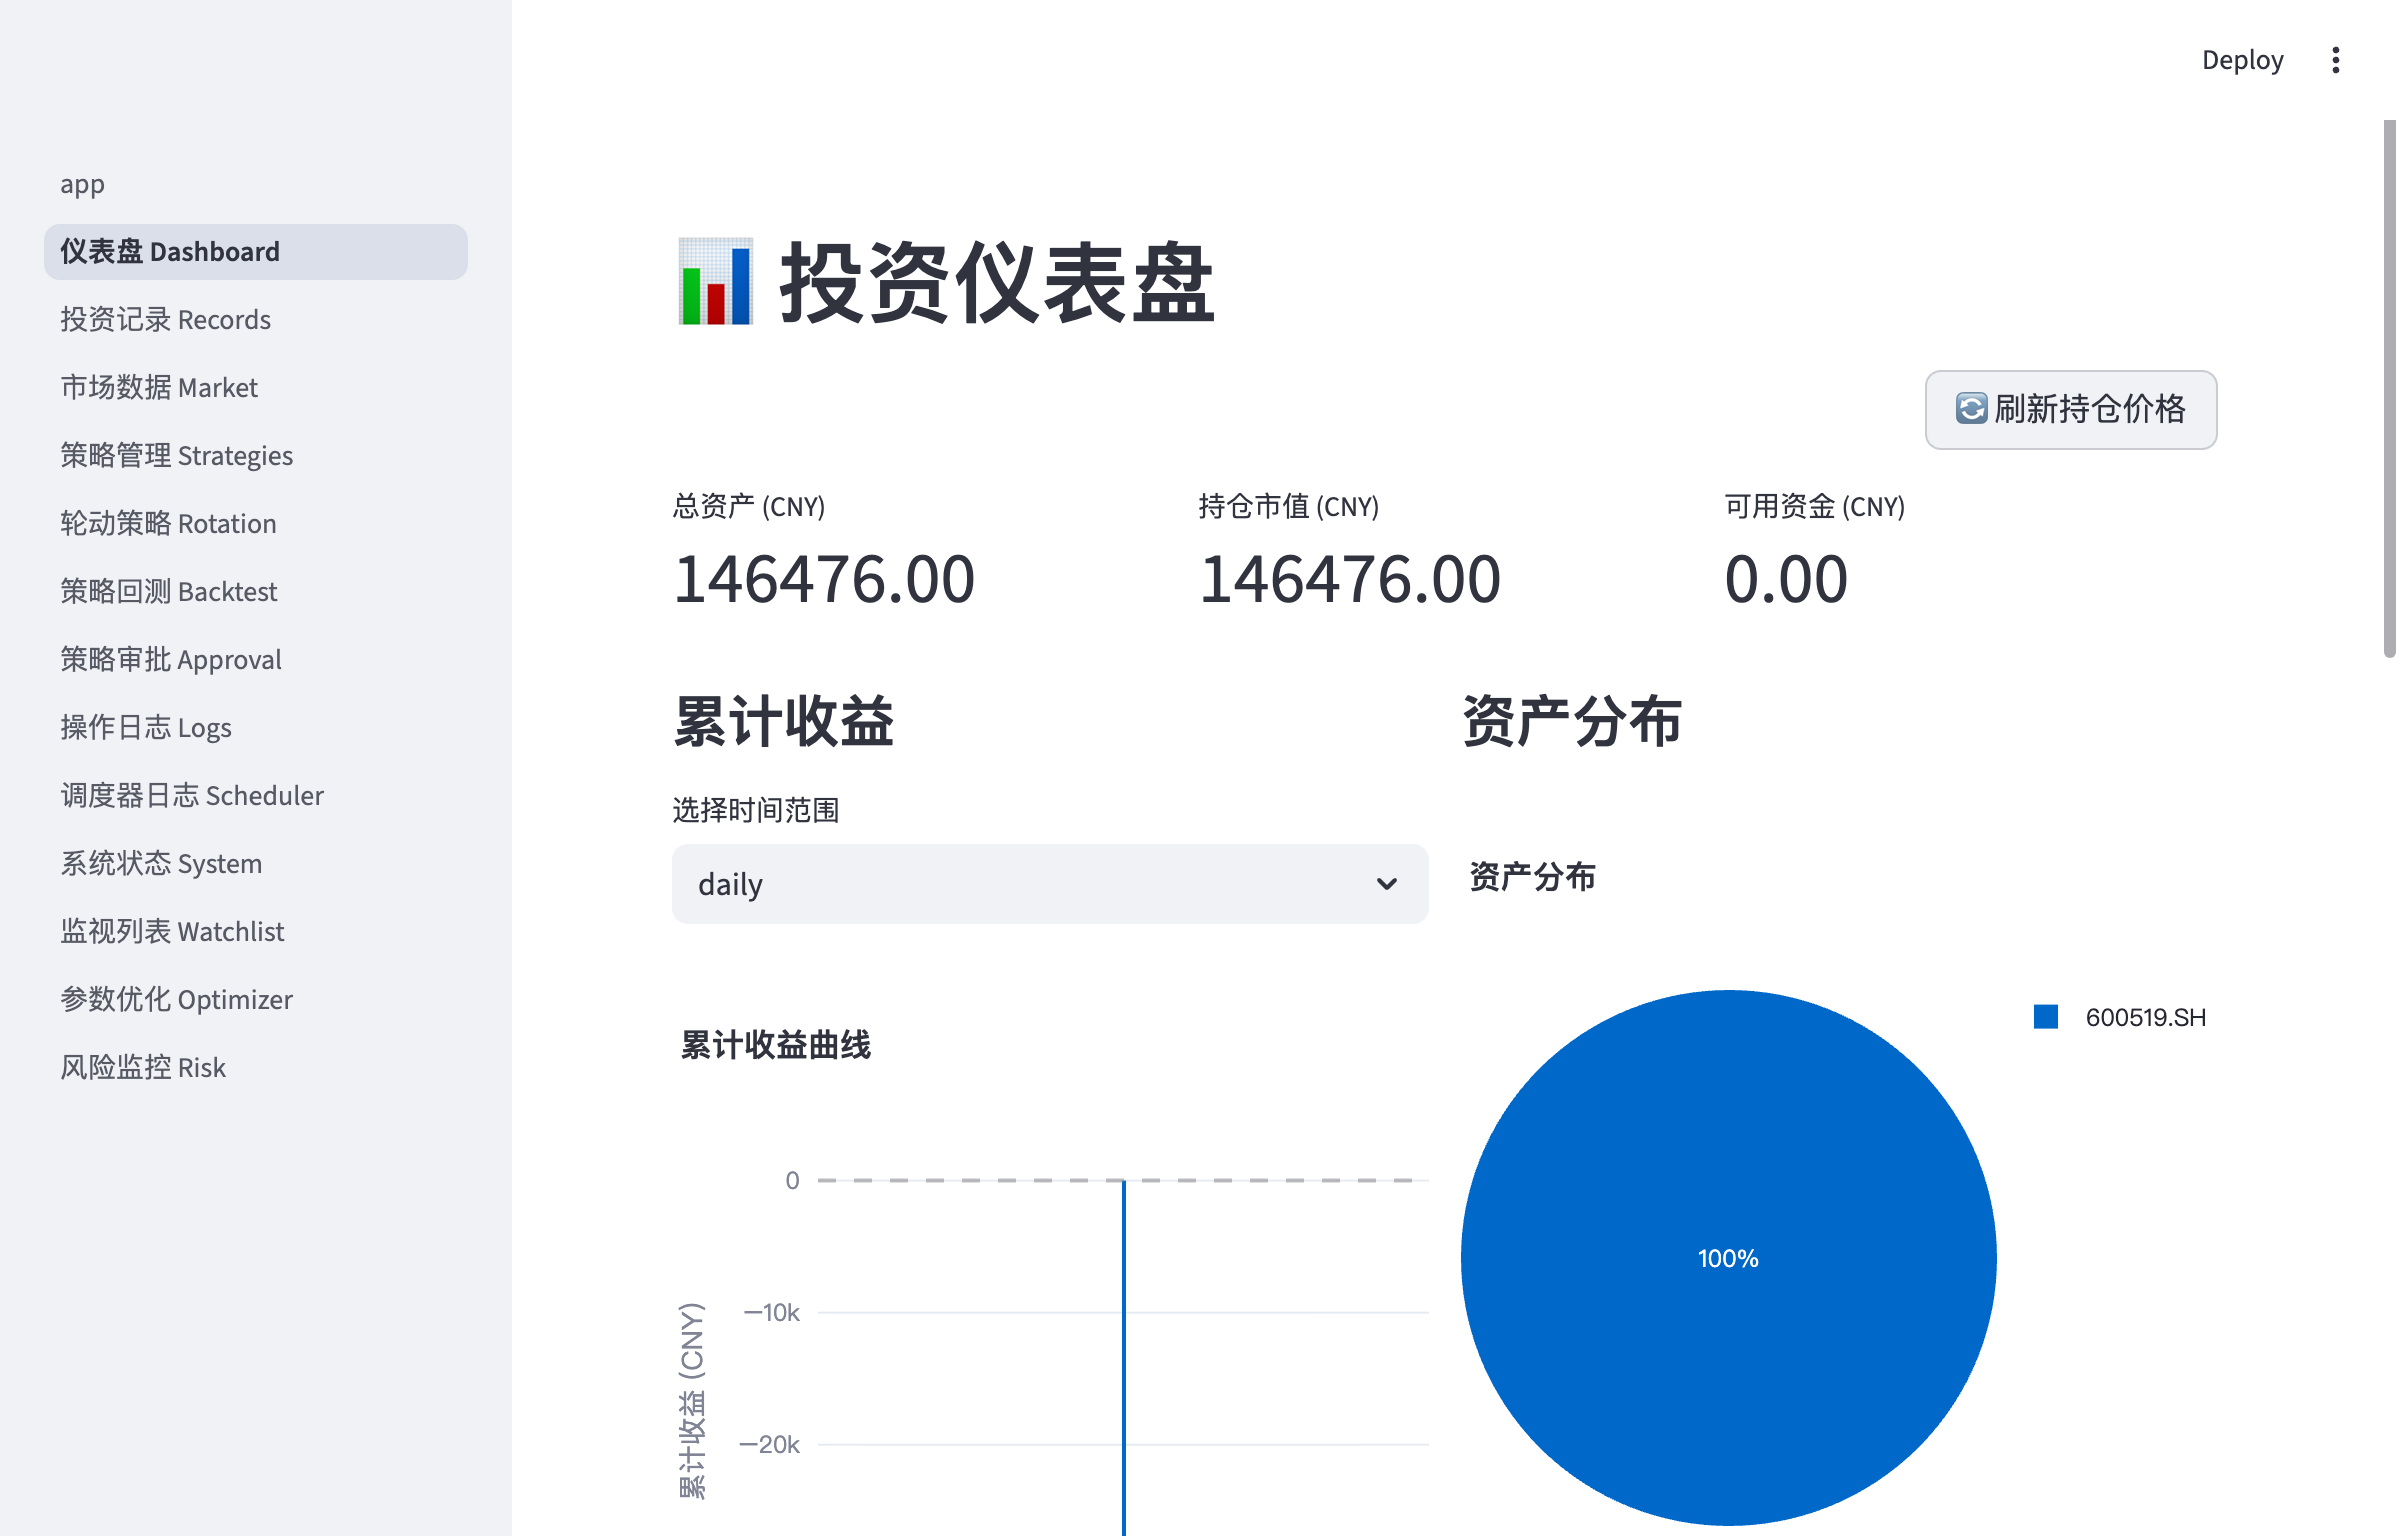 Deploy
app
仪表盘 Dashboard
投资记录 Records
市场数据 Market
策略管理 Strategies
轮动策略 Rotation
策略回测 Backtest
策略审批 Approval
操作日志 Logs
调度器日志 Scheduler
系统状态 System
监视列表 Watchlist
参数优化 Optimizer
风险监控 Risk
投资仪表盘
刷新持仓价格
总资产 (CNY)
146476.00
持仓市值 (CNY)
146476.00
可用资金 (CNY)
0.00
累计收益
选择时间范围
daily
累计收益曲线
0
−10k
−20k
累计收益 (CNY)
资产分布
资产分布
600519.SH
100%